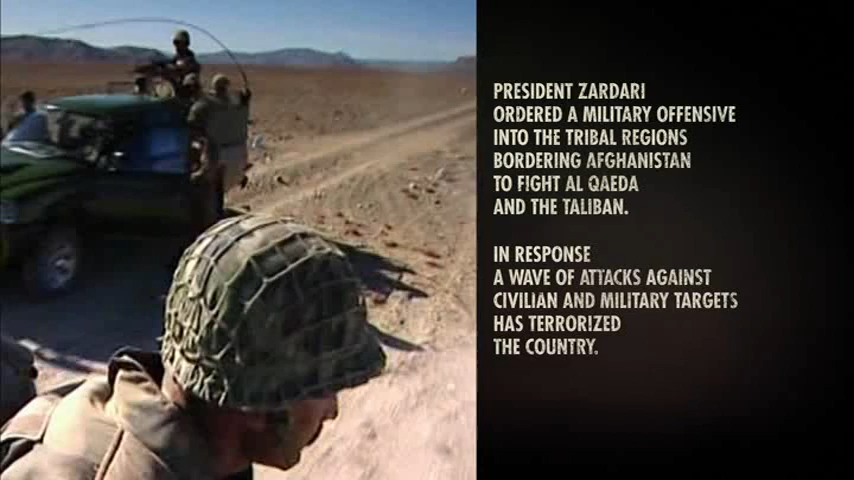 PRESIDENT ZARDARI
ORDERED A MILITARY OFFENSIVE
INTO THE TRIBAL REGIONS
BORDERING AFGHANISTAN
TO FIGHT AL QAEDA
AND THE TALIBAN.
IN RESPONSE
A WAVE OF ATTACKS AGAINST
CIVILIAN AND MILITARY TARGETS
HAS TERRORIZED
THE COUNTRY.